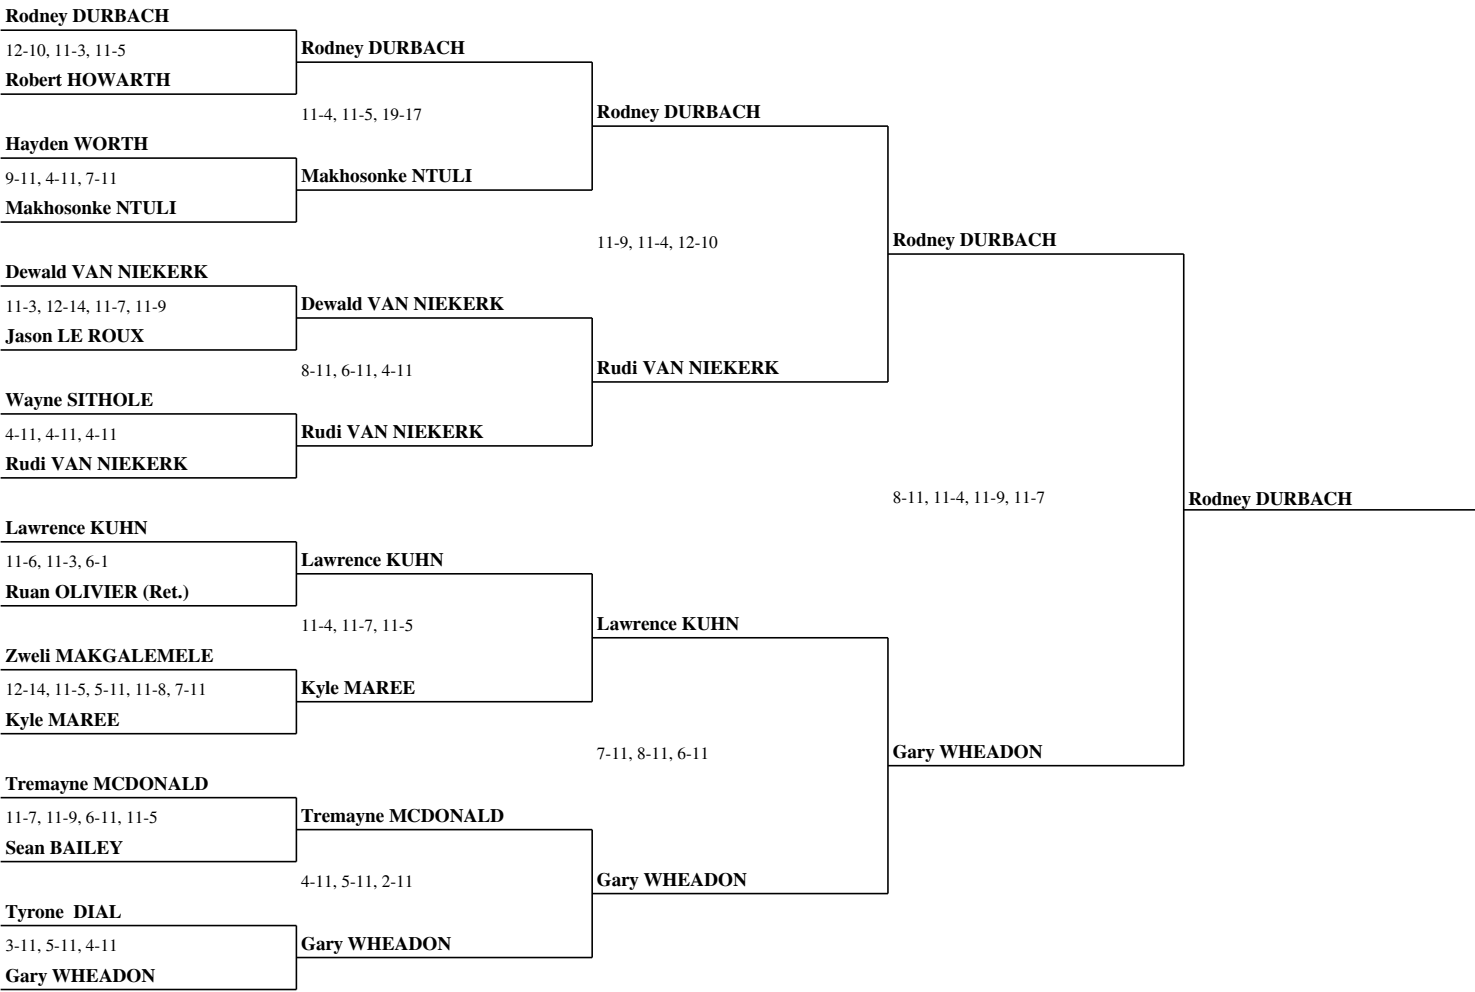 Rodney DURBACH
12-10, 11-3, 11-5
Robert HOWARTH
Hayden WORTH
9-11, 4-11, 7-11
Makhosonke NTULI
Dewald VAN NIEKERK
11-3, 12-14, 11-7, 11-9
Jason LE ROUX
Wayne SITHOLE
4-11, 4-11, 4-11
Rudi VAN NIEKERK
Lawrence KUHN
11-6, 11-3, 6-1
Ruan OLIVIER (Ret.)
Zweli MAKGALEMELE
12-14, 11-5, 5-11, 11-8, 7-11
Kyle MAREE
Tremayne MCDONALD
11-7, 11-9, 6-11, 11-5
Sean BAILEY
Tyrone  DIAL
3-11, 5-11, 4-11
Gary WHEADON
Rodney DURBACH
11-4, 11-5, 19-17
Makhosonke NTULI
Dewald VAN NIEKERK
8-11, 6-11, 4-11
Rudi VAN NIEKERK
Lawrence KUHN
11-4, 11-7, 11-5
Kyle MAREE
Tremayne MCDONALD
4-11, 5-11, 2-11
Gary WHEADON
Rodney DURBACH
11-9, 11-4, 12-10
Rudi VAN NIEKERK
Lawrence KUHN
7-11, 8-11, 6-11
Gary WHEADON
Rodney DURBACH
8-11, 11-4, 11-9, 11-7
Gary WHEADON
Rodney DURBACH